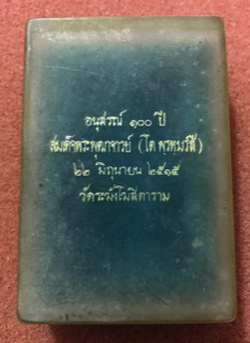 อนุสรณ์ ๑๐๐ ปี
สมเด็จพระพุฒาจารย์ (โต พฺรหฺมรังสี)
๒๒ มิถุนายน ๒๕๑๕
วัดระฆังโฆสิตาราม